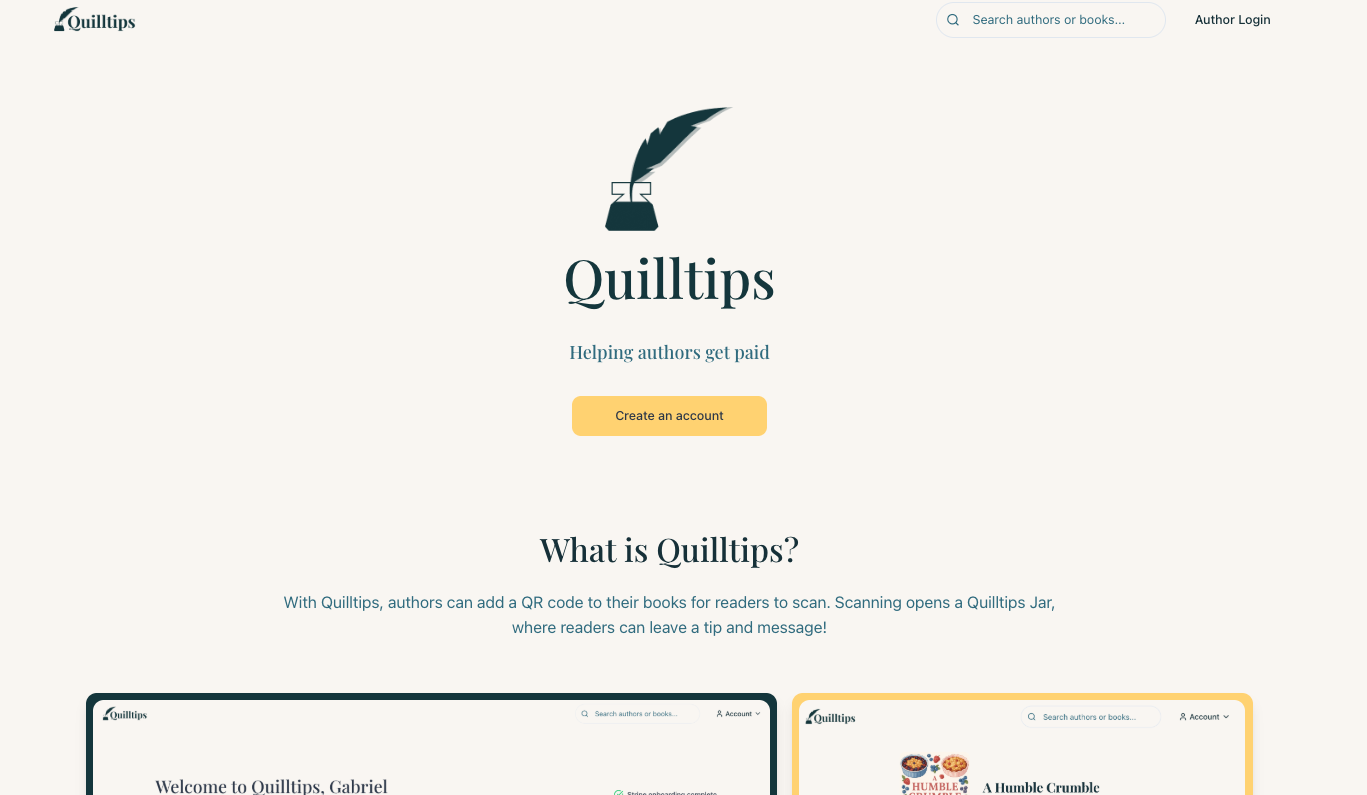 Quilltips
Search authors or books...
Author Login
Quilltips
Helping authors get paid
Create an account
What is Quilltips?
With Quilltips, authors can add a QR code to their books for readers to scan. Scanning opens a Quilltips Jar,
where readers can leave a tip and message!
Quilltips
Search authors or books...
Account
Welcome to Quilltips, Gabriel
Stripe onboarding complete
Quilltips
Search authors or books...
Account
A
HUMBLE
CRUMBLE
A Humble Crumble